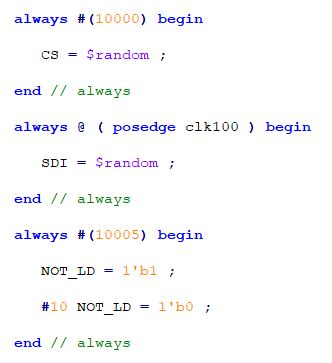 always #(10000) begin
CS = $random ;
end // always
always @ ( posedge clk100 ) begin
SDI = $random ;
end // always
always #(10005) begin
NOT_LD = 1'b1 ;
#10 NOT_LD = 1'b0 ;
end // always